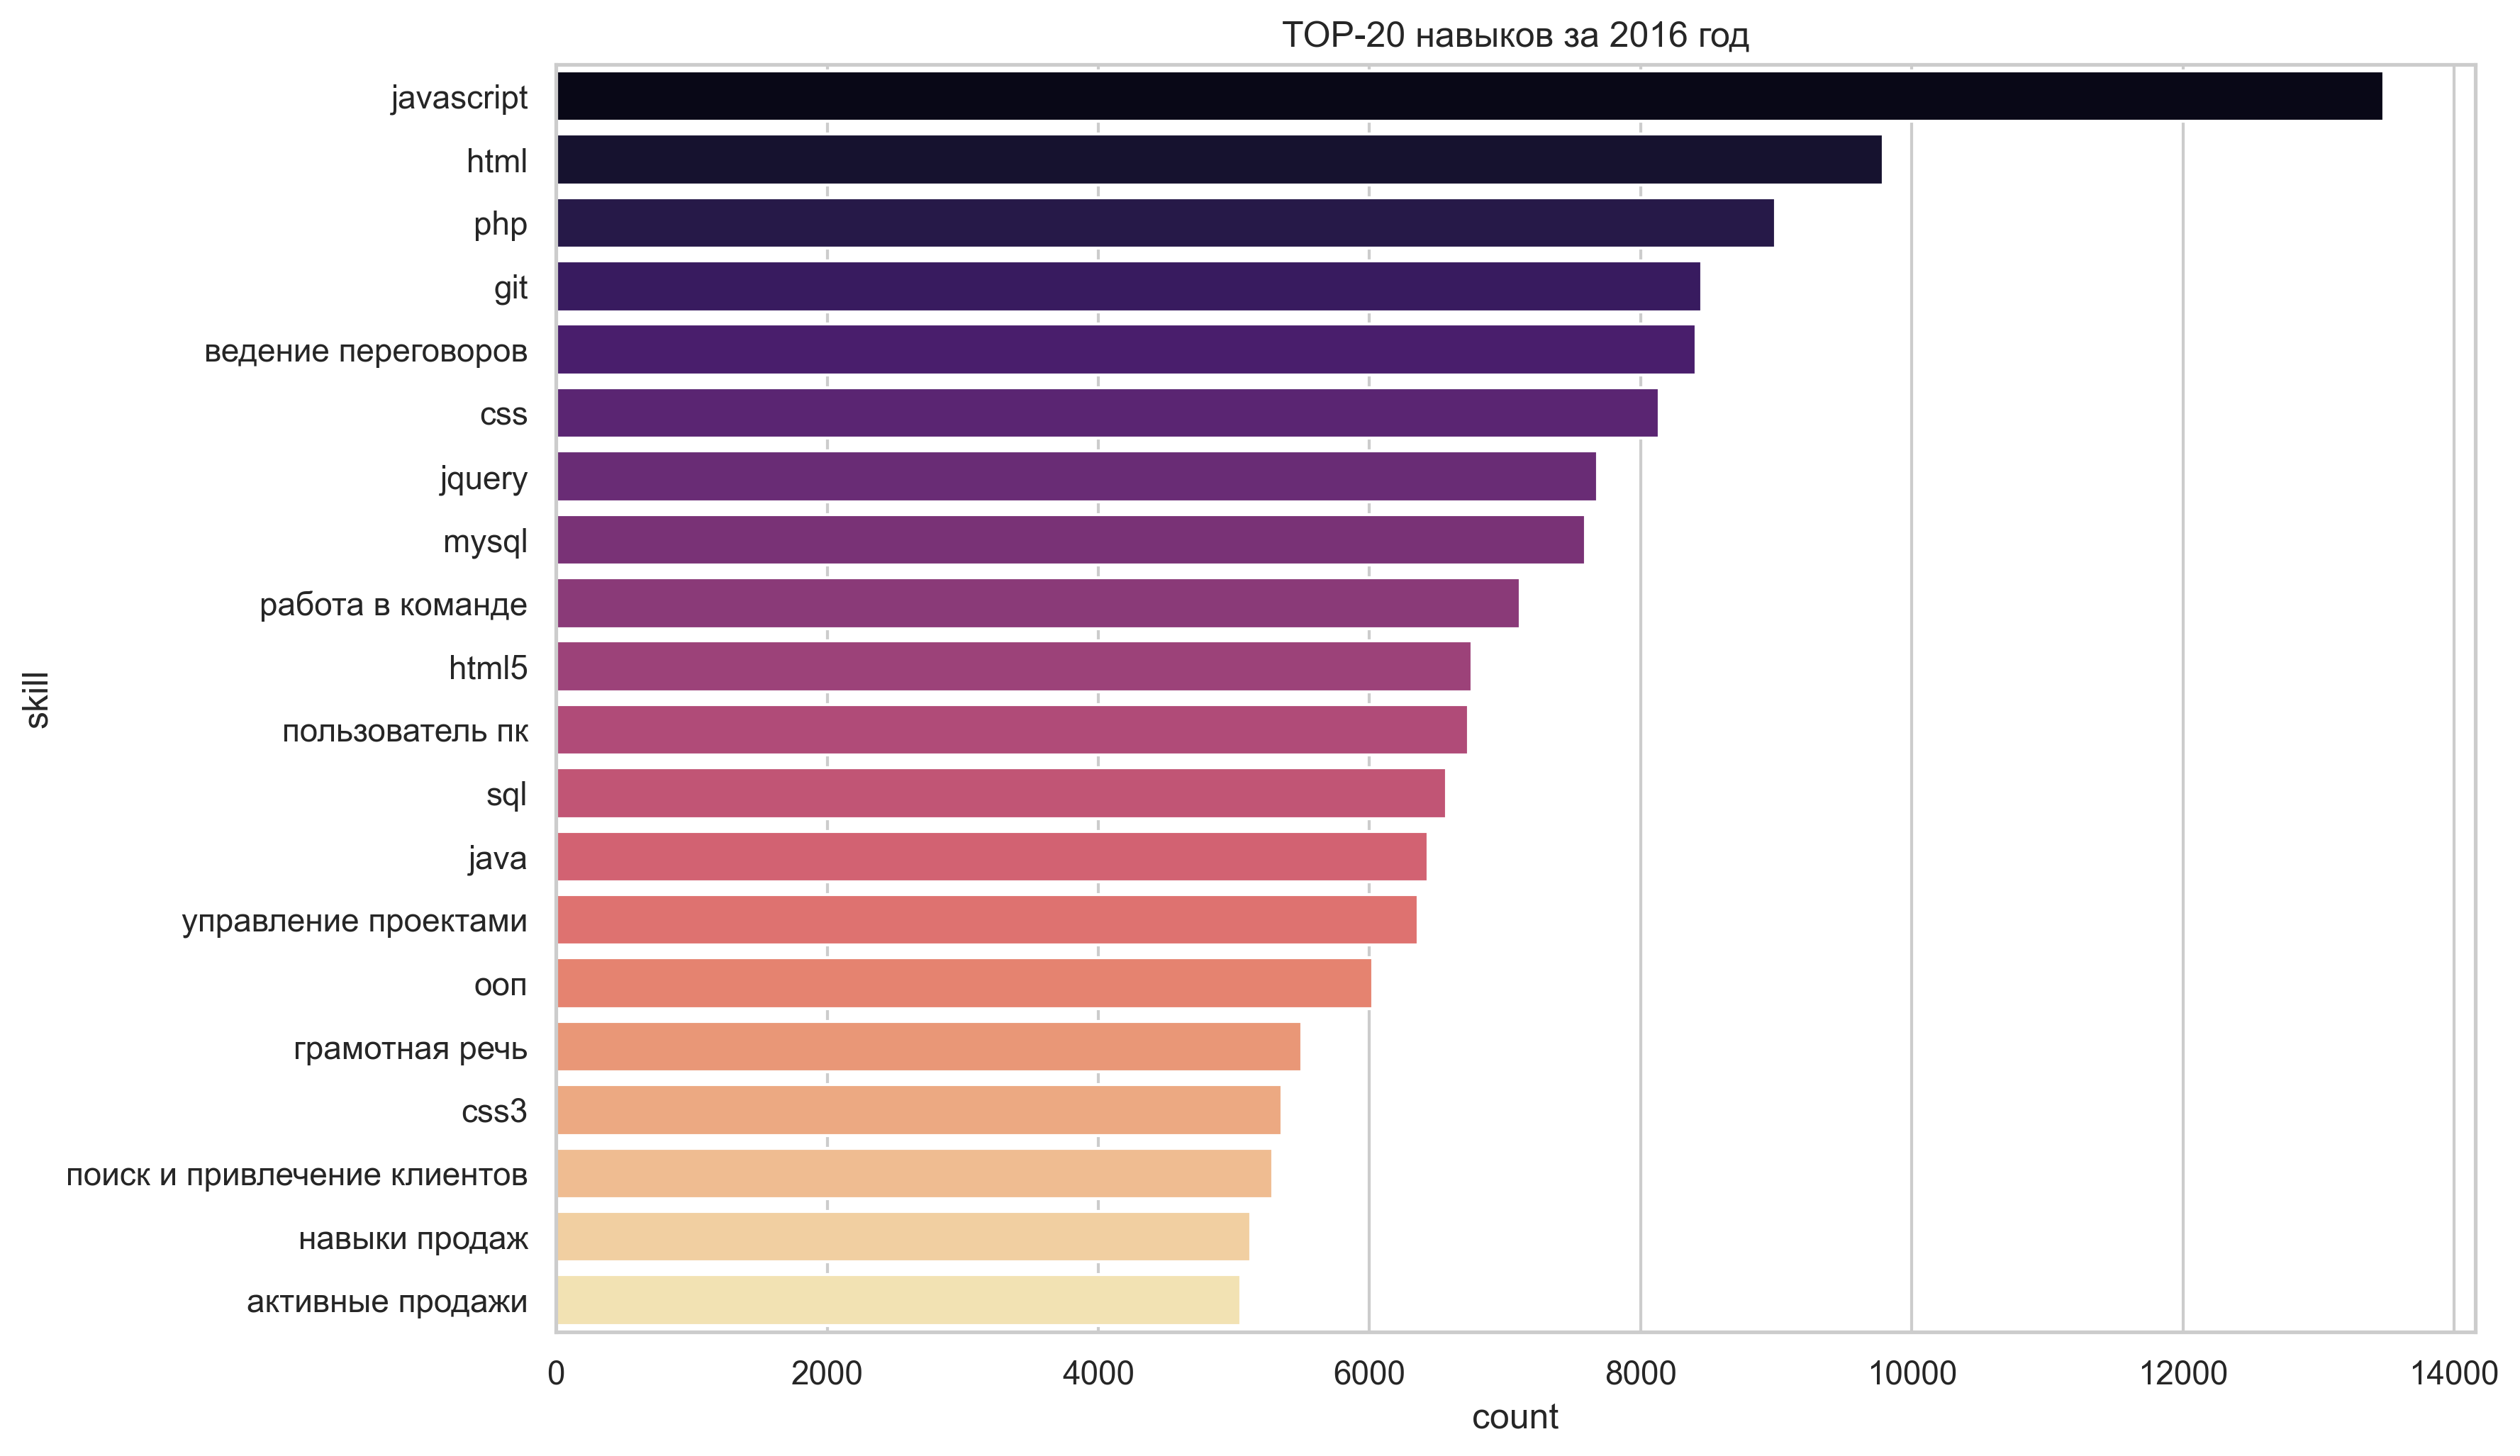 TOP-20 навыков за 2016 год
javascript
html
php
git
ведение переговоров
css
jquery
mysql
работа в команде
html5
пользователь пк
sql
java
управление проектами
ооп
грамотная речь
css3
поиск и привлечение клиентов
навыки продаж
активные продажи
skill
0 2000 4000 6000 8000 10000 12000 14000
count